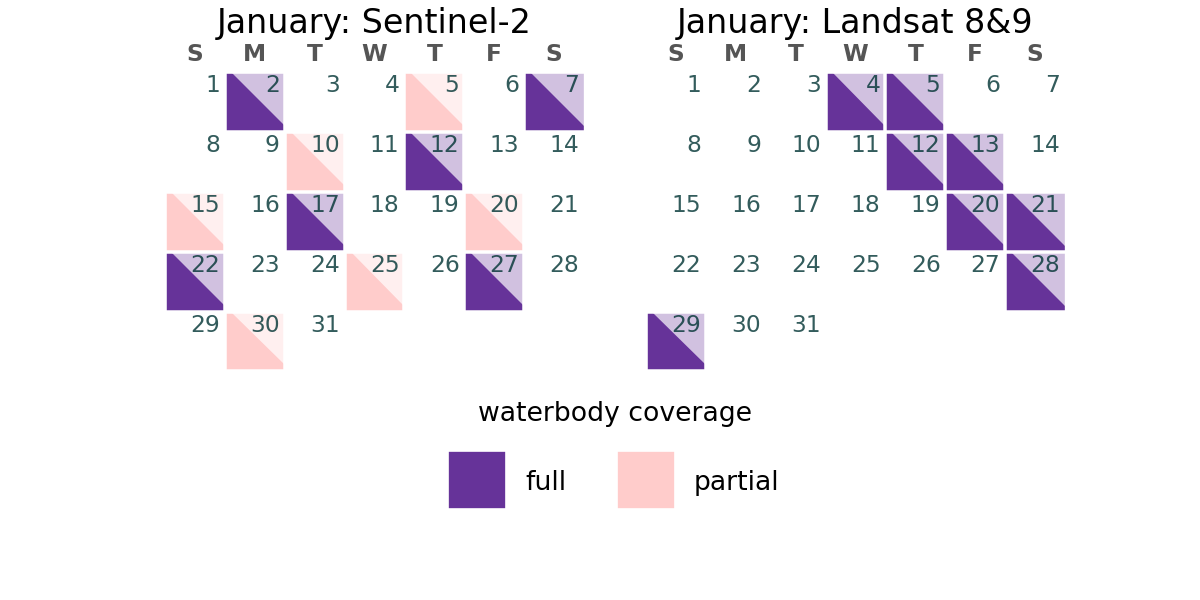 January: Sentinel-2
S M T W T F S
1 2 3 4 5 6 7
8 9 10 11 12 13 14
15 16 17 18 19 20 21
22 23 24 25 26 27 28
29 30 31
January: Landsat 8&9
S M T W T F S
1 2 3 4 5 6 7
8 9 10 11 12 13 14
15 16 17 18 19 20 21
22 23 24 25 26 27 28
29 30 31
waterbody coverage
full partial